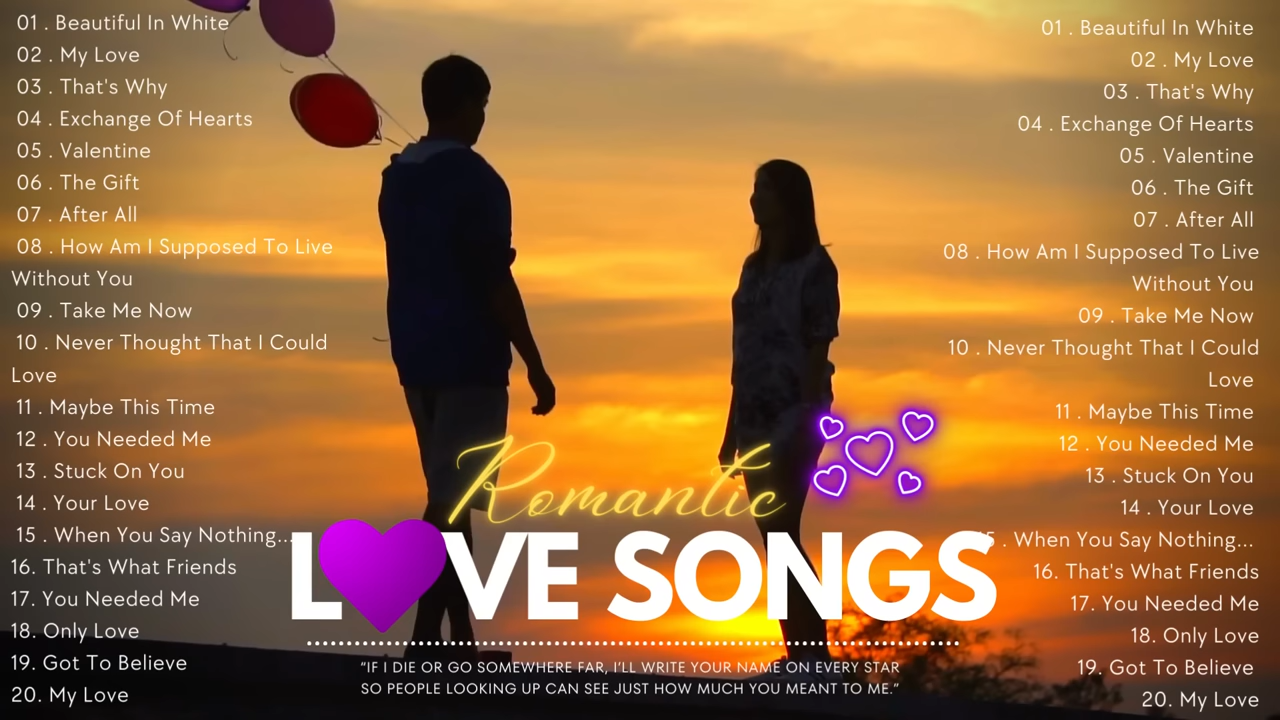 01 . Beautiful In White
02 . My Love
03 . That's Why
04 . Exchange Of Hearts
05 . Valentine
06 . The Gift
07 . After All
08 . How Am I Supposed To Live
Without You
09 . Take Me Now
10 . Never Thought That I Could
Love
11 . Maybe This Time
12 . You Needed Me
13 . Stuck On You
14 . Your Love
15 . When You Say Nothing...
16. That's What Friends
17. You Needed Me
18. Only Love
19. Got To Believe
20. My Love
Romantic
LOVE SONGS
"IF I DIE OR GO SOMEWHERE FAR, I'LL WRITE YOUR NAME ON EVERY STAR
SO PEOPLE LOOKING UP CAN SEE JUST HOW MUCH YOU MEANT TO ME."
01 . Beautiful In White
02 . My Love
03 . That's Why
04 . Exchange Of Hearts
05 . Valentine
06 . The Gift
07 . After All
08 . How Am I Supposed To Live
Without You
09 . Take Me Now
10 . Never Thought That I Could
Love
11 . Maybe This Time
12 . You Needed Me
13 . Stuck On You
14 . Your Love
5 . When You Say Nothing...
16. That's What Friends
17. You Needed Me
18. Only Love
19. Got To Believe
20. My Love